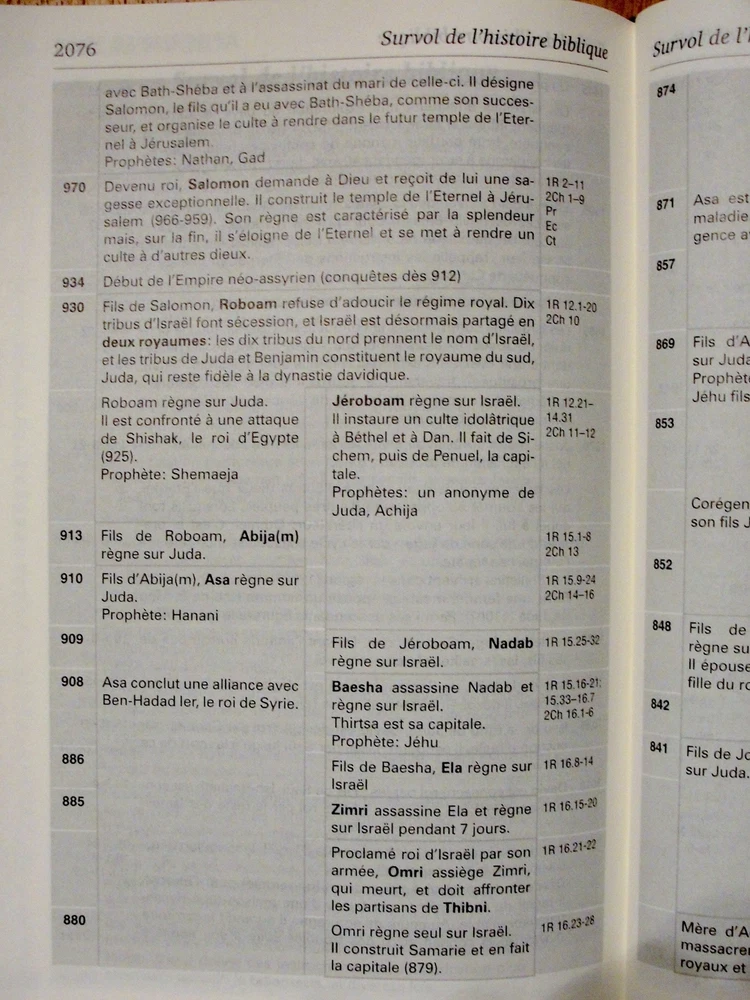 2076
Survol de l'histoire biblique
avec Bath-Shéba et à l'assassinat du mari de celle-ci. Il désigne
Salomon, le fils qu'il a eu avec Bath-Shéba, comme son succes-
seur, et organise le culte à rendre dans le futur temple de l'Eter-
nel à Jérusalem.
Prophètes: Nathan, Gad
970
Devenu roi, Salomon demande à Dieu et reçoit de lui une sa-
gesse exceptionnelle. Il construit le temple de l'Eternel à Jéru-
salem (966-959). Son règne est caractérisé par la splendeur
mais, sur la fin, il s'éloigne de l'Eternel et se met à rendre un
culte à d'autres dieux.
1R 2–11
2Ch 1–9
Pr
Ec
Ct
934
Début de l'Empire néo-assyrien (conquêtes dès 912)
930
Fils de Salomon, Roboam refuse d'adoucir le régime royal. Dix
tribus d'Israël font sécession, et Israël est désormais partagé en
deux royaumes: les dix tribus du nord prennent le nom d'Israël,
et les tribus de Juda et Benjamin constituent le royaume du sud,
Juda, qui reste fidèle à la dynastie davidique.
1R 12.1-20
2Ch 10
Roboam règne sur Juda.
Il est confronté à une attaque
de Shishak, le roi d'Egypte
(925).
Prophète: Shemaeja
Jéroboam règne sur Israël.
Il instaure un culte idolâtrique
à Béthel et à Dan. Il fait de Si-
chem, puis de Penuel, la capi-
tale.
Prophètes: un anonyme de
Juda, Achija
1R 12.21–
14.31
2Ch 11–12
913
Fils de Roboam, Abija(m)
règne sur Juda.
1R 15.1-8
2Ch 13
910
Fils d'Abija(m), Asa règne sur
Juda.
Prophète: Hanani
1R 15.9-24
2Ch 14–16
909
Fils de Jéroboam, Nadab
règne sur Israël.
1R 15.25-32
908
Asa conclut une alliance avec
Ben-Hadad Ier, le roi de Syrie.
Baesha assassine Nadab et
règne sur Israël.
Thirtsa est sa capitale.
Prophète: Jéhu
1R 15.16-21;
15.33–16.7
2Ch 16.1-6
886
Fils de Baesha, Ela règne sur
Israël
1R 16.8-14
885
Zimri assassine Ela et règne
sur Israël pendant 7 jours.
1R 16.15-20
Proclamé roi d'Israël par son
armée, Omri assiège Zimri,
qui meurt, et doit affronter
les partisans de Thibni.
1R 16.21-22
880
Omri règne seul sur Israël.
Il construit Samarie et en fait
la capitale (879).
1R 16.23-28
Survol de l'
874
871
Asa est
maladie
gence
857
869
Fils d'A
sur Juda
Prophèt
Jéhu fils
853
Corégen
son fils J
852
848
Fils de
règne su
Il épouse
fille du ro
842
841
Fils de Jo
sur Juda.
Mère d'A
massacre
royaux et